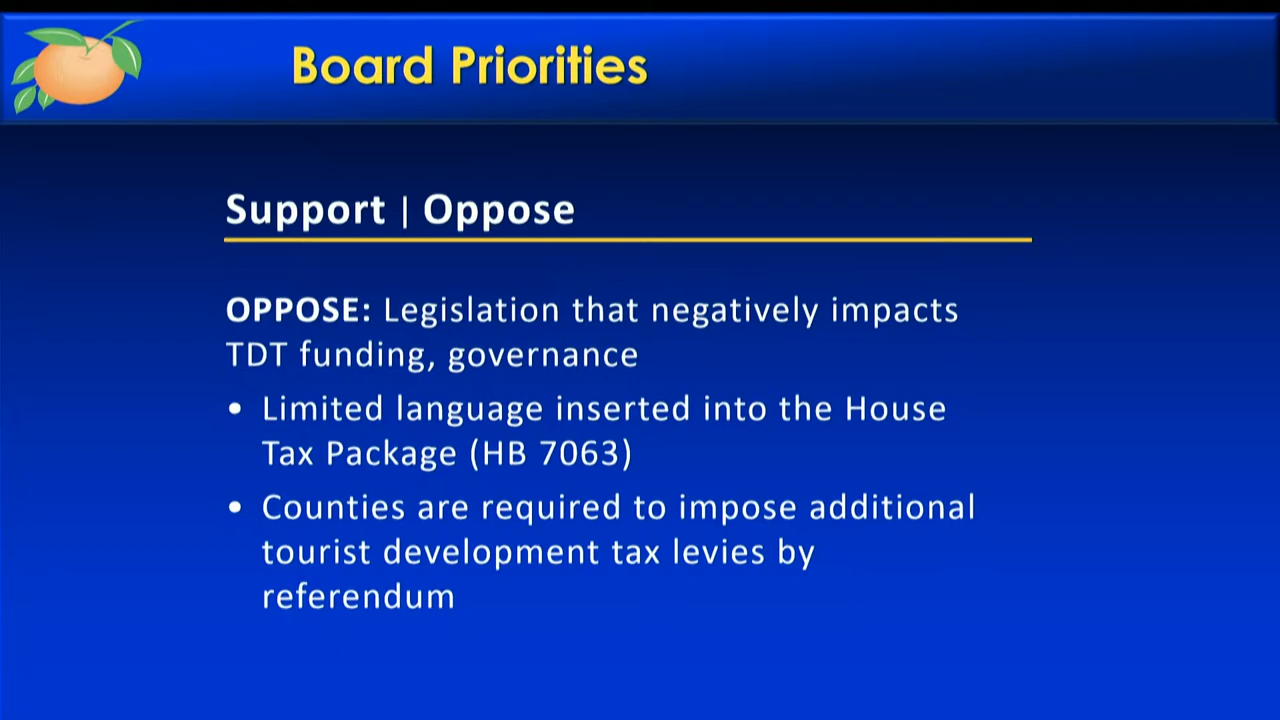 Board Priorities
Support | Oppose
OPPOSE: Legislation that negatively impacts
TDT funding, governance
• Limited language inserted into the House
Tax Package (HB 7063)
• Counties are required to impose additional
tourist development tax levies by
referendum